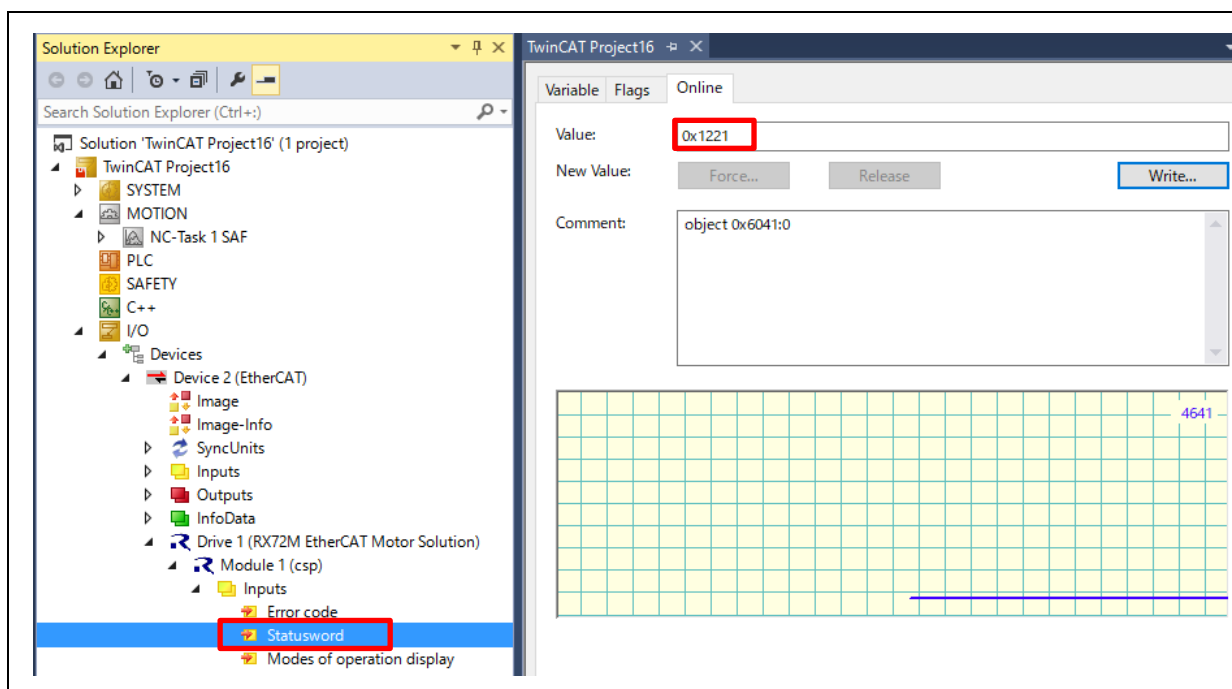 Solution Explorer
Search Solution Explorer (Ctrl+:)
Solution 'TwinCAT Project16' (1 project)
TwinCAT Project16
SYSTEM
MOTION
NC-Task 1 SAF
PLC
SAFETY
C++
I/O
Devices
Device 2 (EtherCAT)
Image
Image-Info
SyncUnits
Inputs
Outputs
InfoData
Drive 1 (RX72M EtherCAT Motor Solution)
Module 1 (csp)
Inputs
Error code
Statusword
Modes of operation display
TwinCAT Project16
Variable Flags Online
Value: 0x1221
New Value: Force... Release Write...
Comment: object 0x6041:0
4641